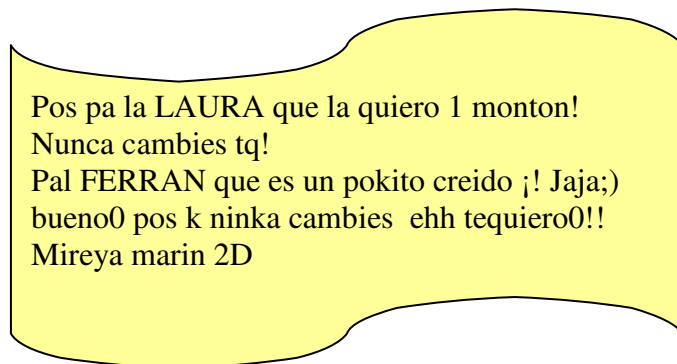 Pos pa la LAURA que la quiero 1 monton!
Nunca cambies tq!
Pal FERRAN que es un pokito creido ¡! Jaja;)
bueno0 pos k ninka cambies  ehh tequiero0!!
Mireya marin 2D